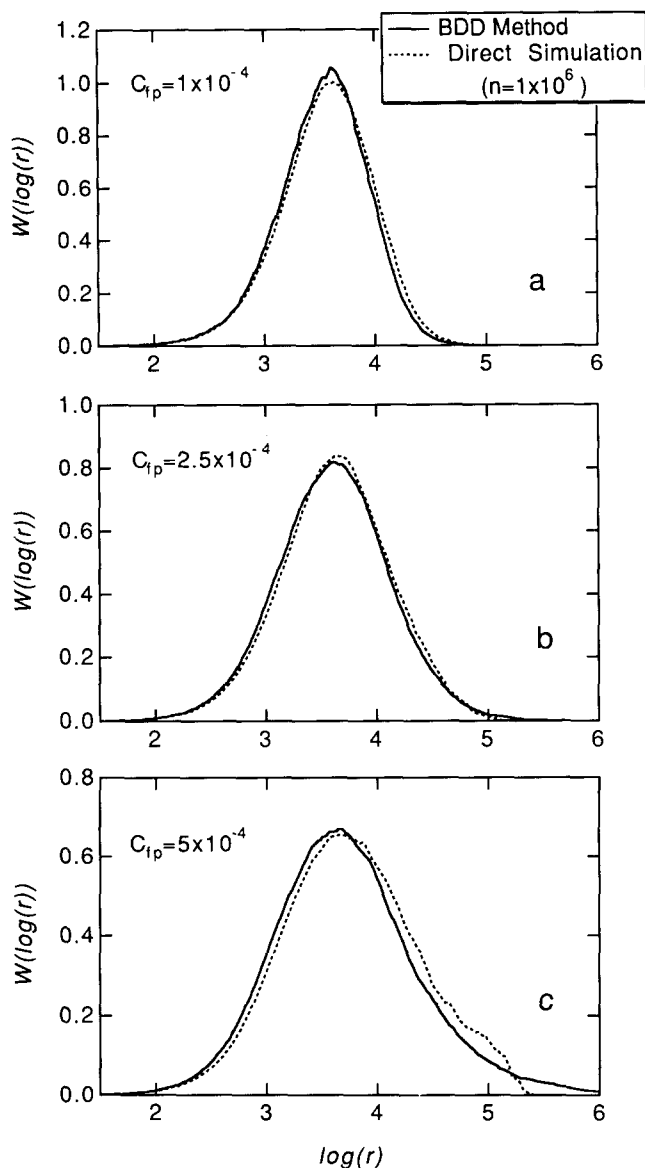 BDD Method
Direct Simulation
(n=1x10⁶)
C_fp=1x10⁻⁴
W(log(r))
1.2
1.0
0.8
0.6
0.4
0.2
0.0
a
2 3 4 5 6
C_fp=2.5x10⁻⁴
W(log(r))
1.0
0.8
0.6
0.4
0.2
0.0
b
2 3 4 5 6
C_fp=5x10⁻⁴
W(log(r))
0.8
0.6
0.4
0.2
0.0
c
2 3 4 5 6
log(r)